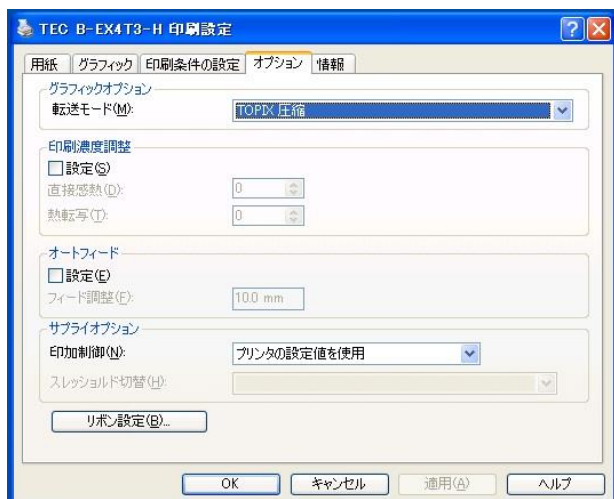 TEC B-EX4T3-H 印刷設定
用紙 グラフィック 印刷条件の設定 オプション 情報
グラフィックオプション
転送モード(M): TOPIX 圧縮
印刷濃度調整
設定(S)
直接感熱(D): 0
熱転写(T): 0
オートフィード
設定(E)
フィード調整(F): 10.0 mm
サプライオプション
印加制御(N): プリンタの設定値を使用
スレッショルド切替(H):
リボン設定(B)...
OK キャンセル 適用(A) ヘルプ